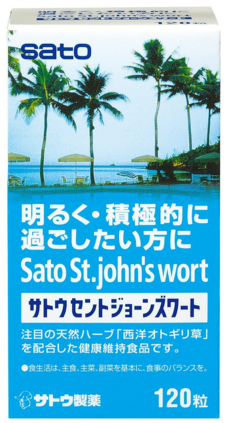 120粒
sato
明るく・積極的に
過ごしたい方に
Sato St.john's wort
サトウセントジョーンズワート
注目の天然ハーブ「西洋オトギリ草」
を配合した健康維持食品です。
●食生活は、主食、主菜、副菜を基本に、食事のバランスを。
サトウ製薬
120粒